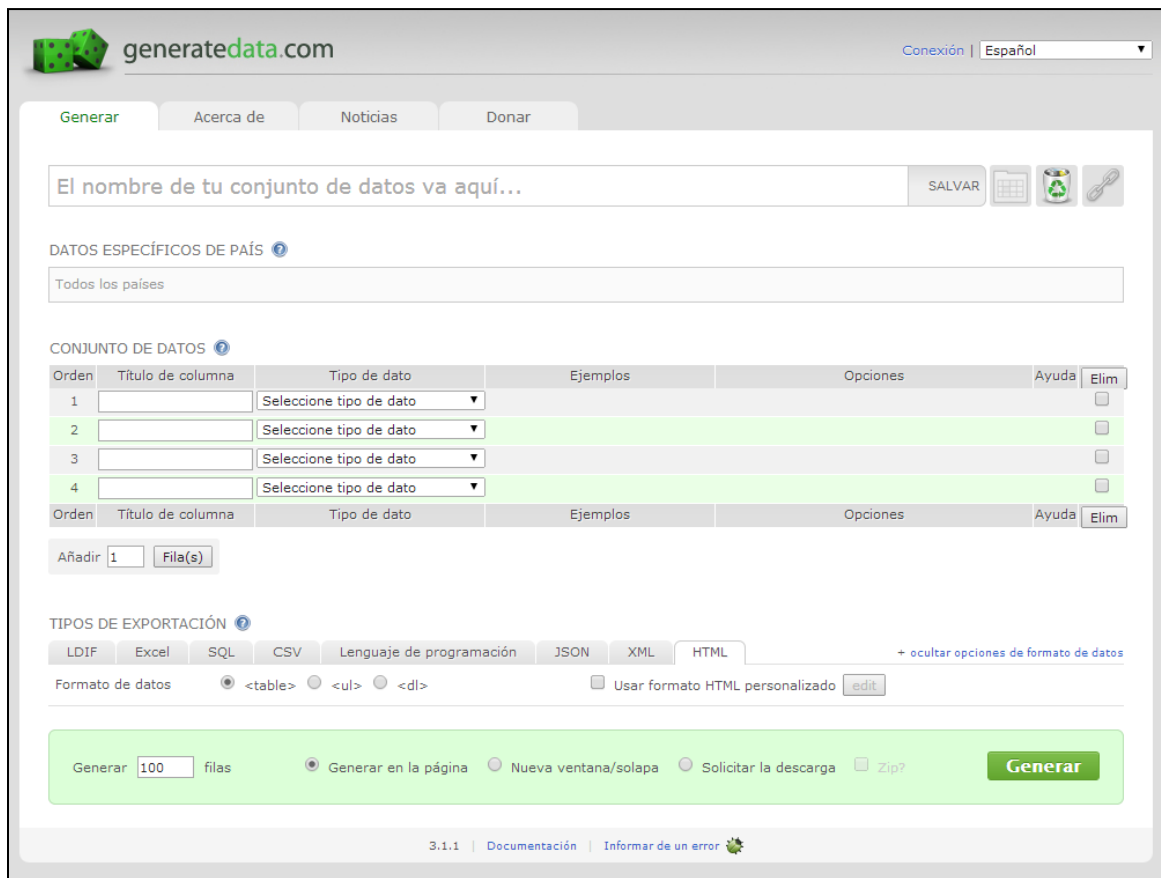 generatedata.com
Conexión | Español
Generar Acerca de Noticias Donar
El nombre de tu conjunto de datos va aquí... SALVAR
DATOS ESPECÍFICOS DE PAÍS
Todos los países
CONJUNTO DE DATOS
Orden Título de columna Tipo de dato Ejemplos Opciones Ayuda Elim
1 Seleccione tipo de dato
2 Seleccione tipo de dato
3 Seleccione tipo de dato
4 Seleccione tipo de dato
Orden Título de columna Tipo de dato Ejemplos Opciones Ayuda Elim
Añadir 1 Fila(s)
TIPOS DE EXPORTACIÓN
LDIF Excel SQL CSV Lenguaje de programación JSON XML HTML + ocultar opciones de formato de datos
Formato de datos <table> <ul> <dl> Usar formato HTML personalizado edit
Generar 100 filas Generar en la página Nueva ventana/solapa Solicitar la descarga Zip? Generar
3.1.1 | Documentación | Informar de un error